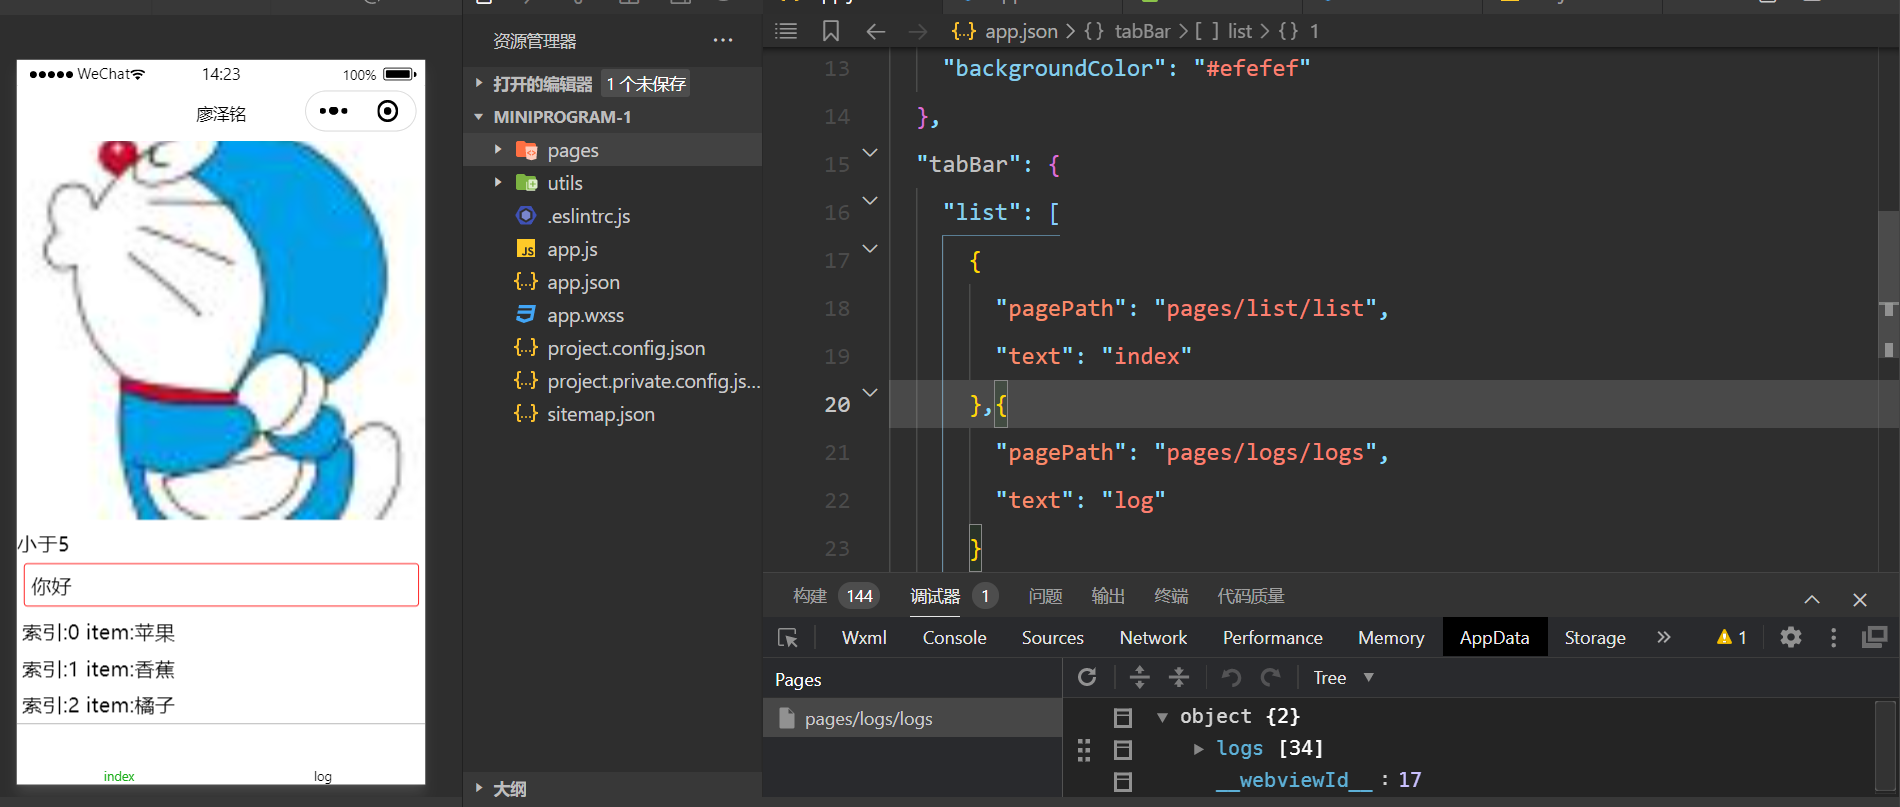 WeChat
14:23
100%
廖泽铭
小于5
你好
索引:0 item:苹果
索引:1 item:香蕉
索引:2 item:橘子
index
log
资源管理器
打开的编辑器 1 个未保存
MINIPROGRAM-1
pages
utils
.eslintrc.js
app.js
app.json
app.wxss
project.config.json
project.private.config.js...
sitemap.json
大纲
app.json > {} tabBar > [ ] list > {} 1
13 "backgroundColor": "#efefef"
14 },
15 "tabBar": {
16 "list": [
17 {
18 "pagePath": "pages/list/list",
19 "text": "index"
20 },{
21 "pagePath": "pages/logs/logs",
22 "text": "log"
23 }
构建 144 调试器 1 问题 输出 终端 代码质量
Wxml Console Sources Network Performance Memory AppData Storage » 1
Pages
pages/logs/logs
Tree
object {2}
logs [34]
__webviewId__ : 17